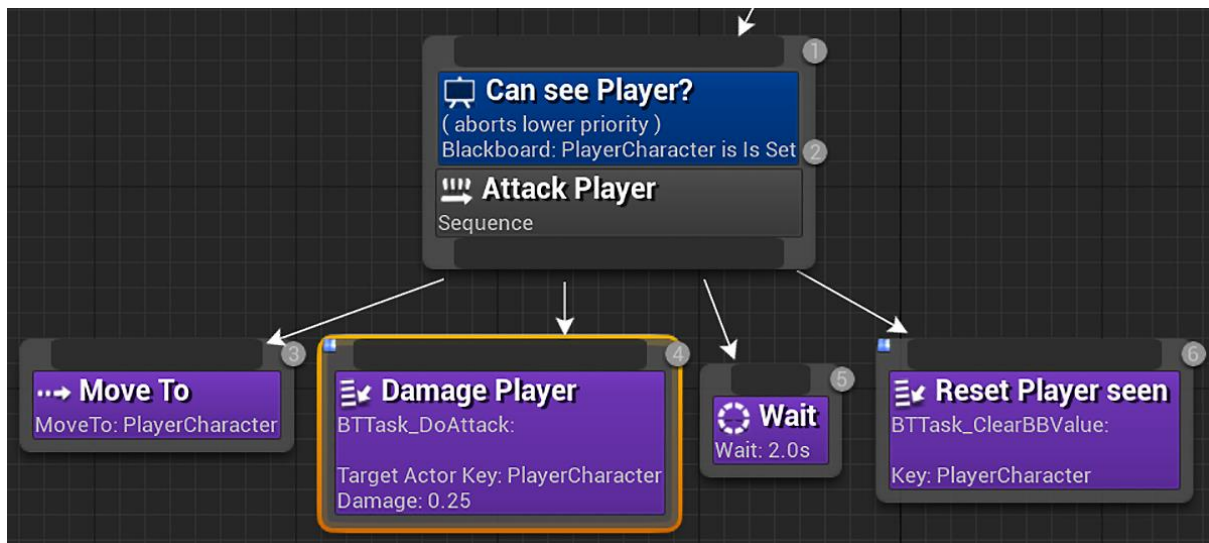 1
Can see Player?
( aborts lower priority )
Blackboard: PlayerCharacter is Is Set
2
Attack Player
Sequence
3
Move To
MoveTo: PlayerCharacter
4
Damage Player
BTTask_DoAttack:
Target Actor Key: PlayerCharacter
Damage: 0.25
5
Wait
Wait: 2.0s
6
Reset Player seen
BTTask_ClearBBValue:
Key: PlayerCharacter